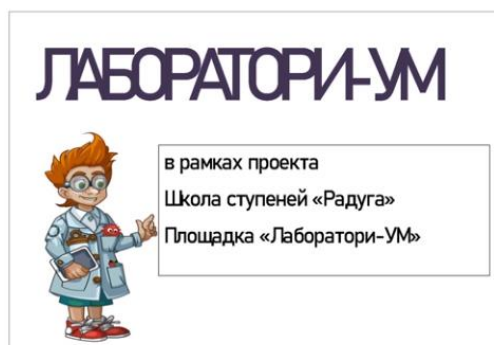 ЛАБОРАТОРИ-УМ
в рамках проекта
Школа ступеней «Радуга»
Площадка «Лаборатори-УМ»